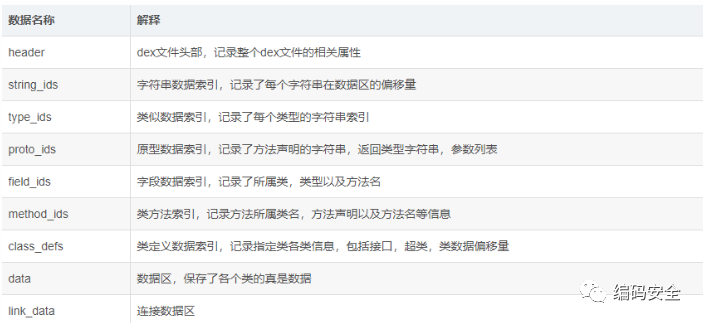 数据名称 解释
header dex文件头部，记录整个dex文件的相关属性
string_ids 字符串数据索引，记录了每个字符串在数据区的偏移量
type_ids 类似数据索引，记录了每个类型的字符串索引
proto_ids 原型数据索引，记录了方法声明的字符串，返回类型字符串，参数列表
field_ids 字段数据索引，记录了所属类，类型以及方法名
method_ids 类方法索引，记录方法所属类名，方法声明以及方法名等信息
class_defs 类定义数据索引，记录指定类各类信息，包括接口，超类，类数据偏移量
data 数据区，保存了各个类的真是数据
link_data 连接数据区
编码安全